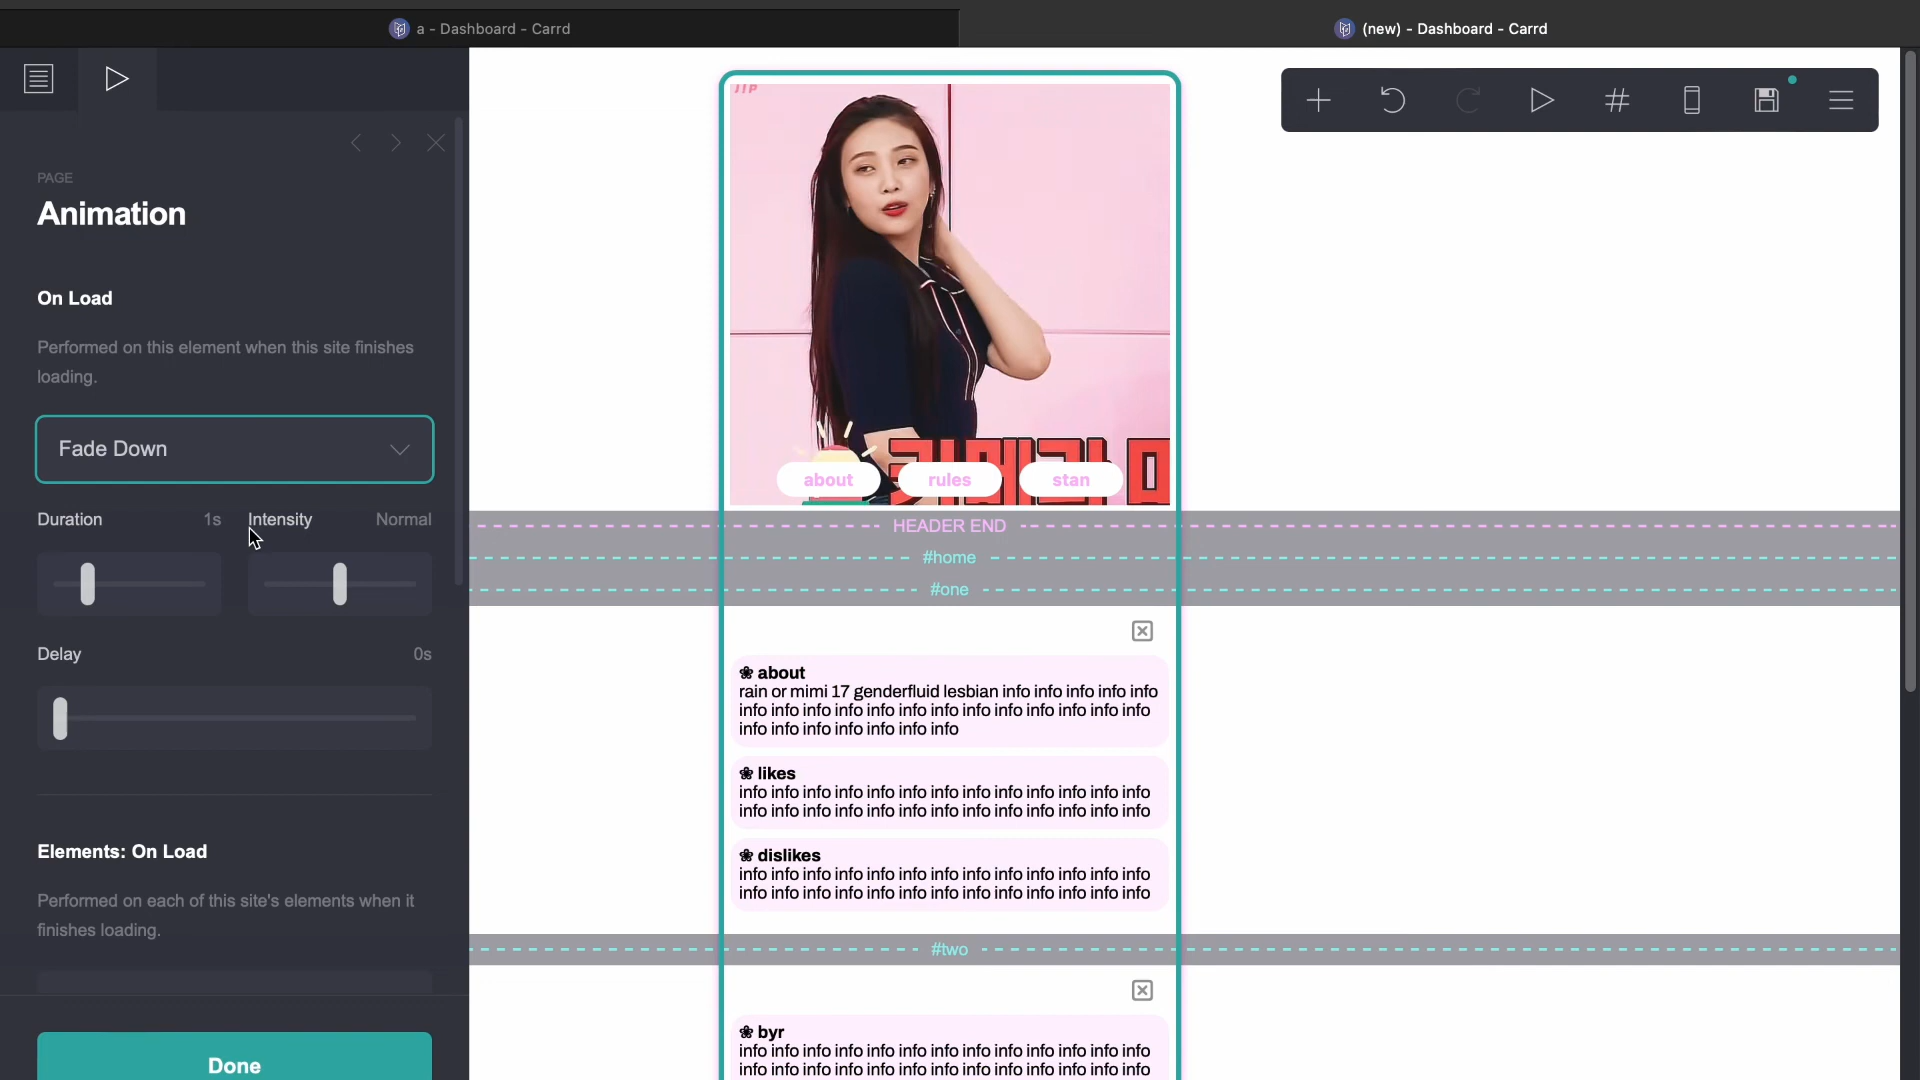 a - Dashboard - Carrd
(new) - Dashboard - Carrd
PAGE
Animation
On Load
Performed on this element when this site finishes
loading.
Fade Down
Duration 1s Intensity Normal
Delay 0s
Elements: On Load
Performed on each of this site's elements when it
finishes loading.
Done
JTP
about rules stan
HEADER END
#home
#one
❀ about
rain or mimi 17 genderfluid lesbian info info info info info
info info info info info info info info info info info info info
info info info info info info info
❀ likes
info info info info info info info info info info info info info
info info info info info info info info info info info info info
❀ dislikes
info info info info info info info info info info info info info
info info info info info info info info info info info info info
#two
❀ byr
info info info info info info info info info info info info info
info info info info info info info info info info info info info